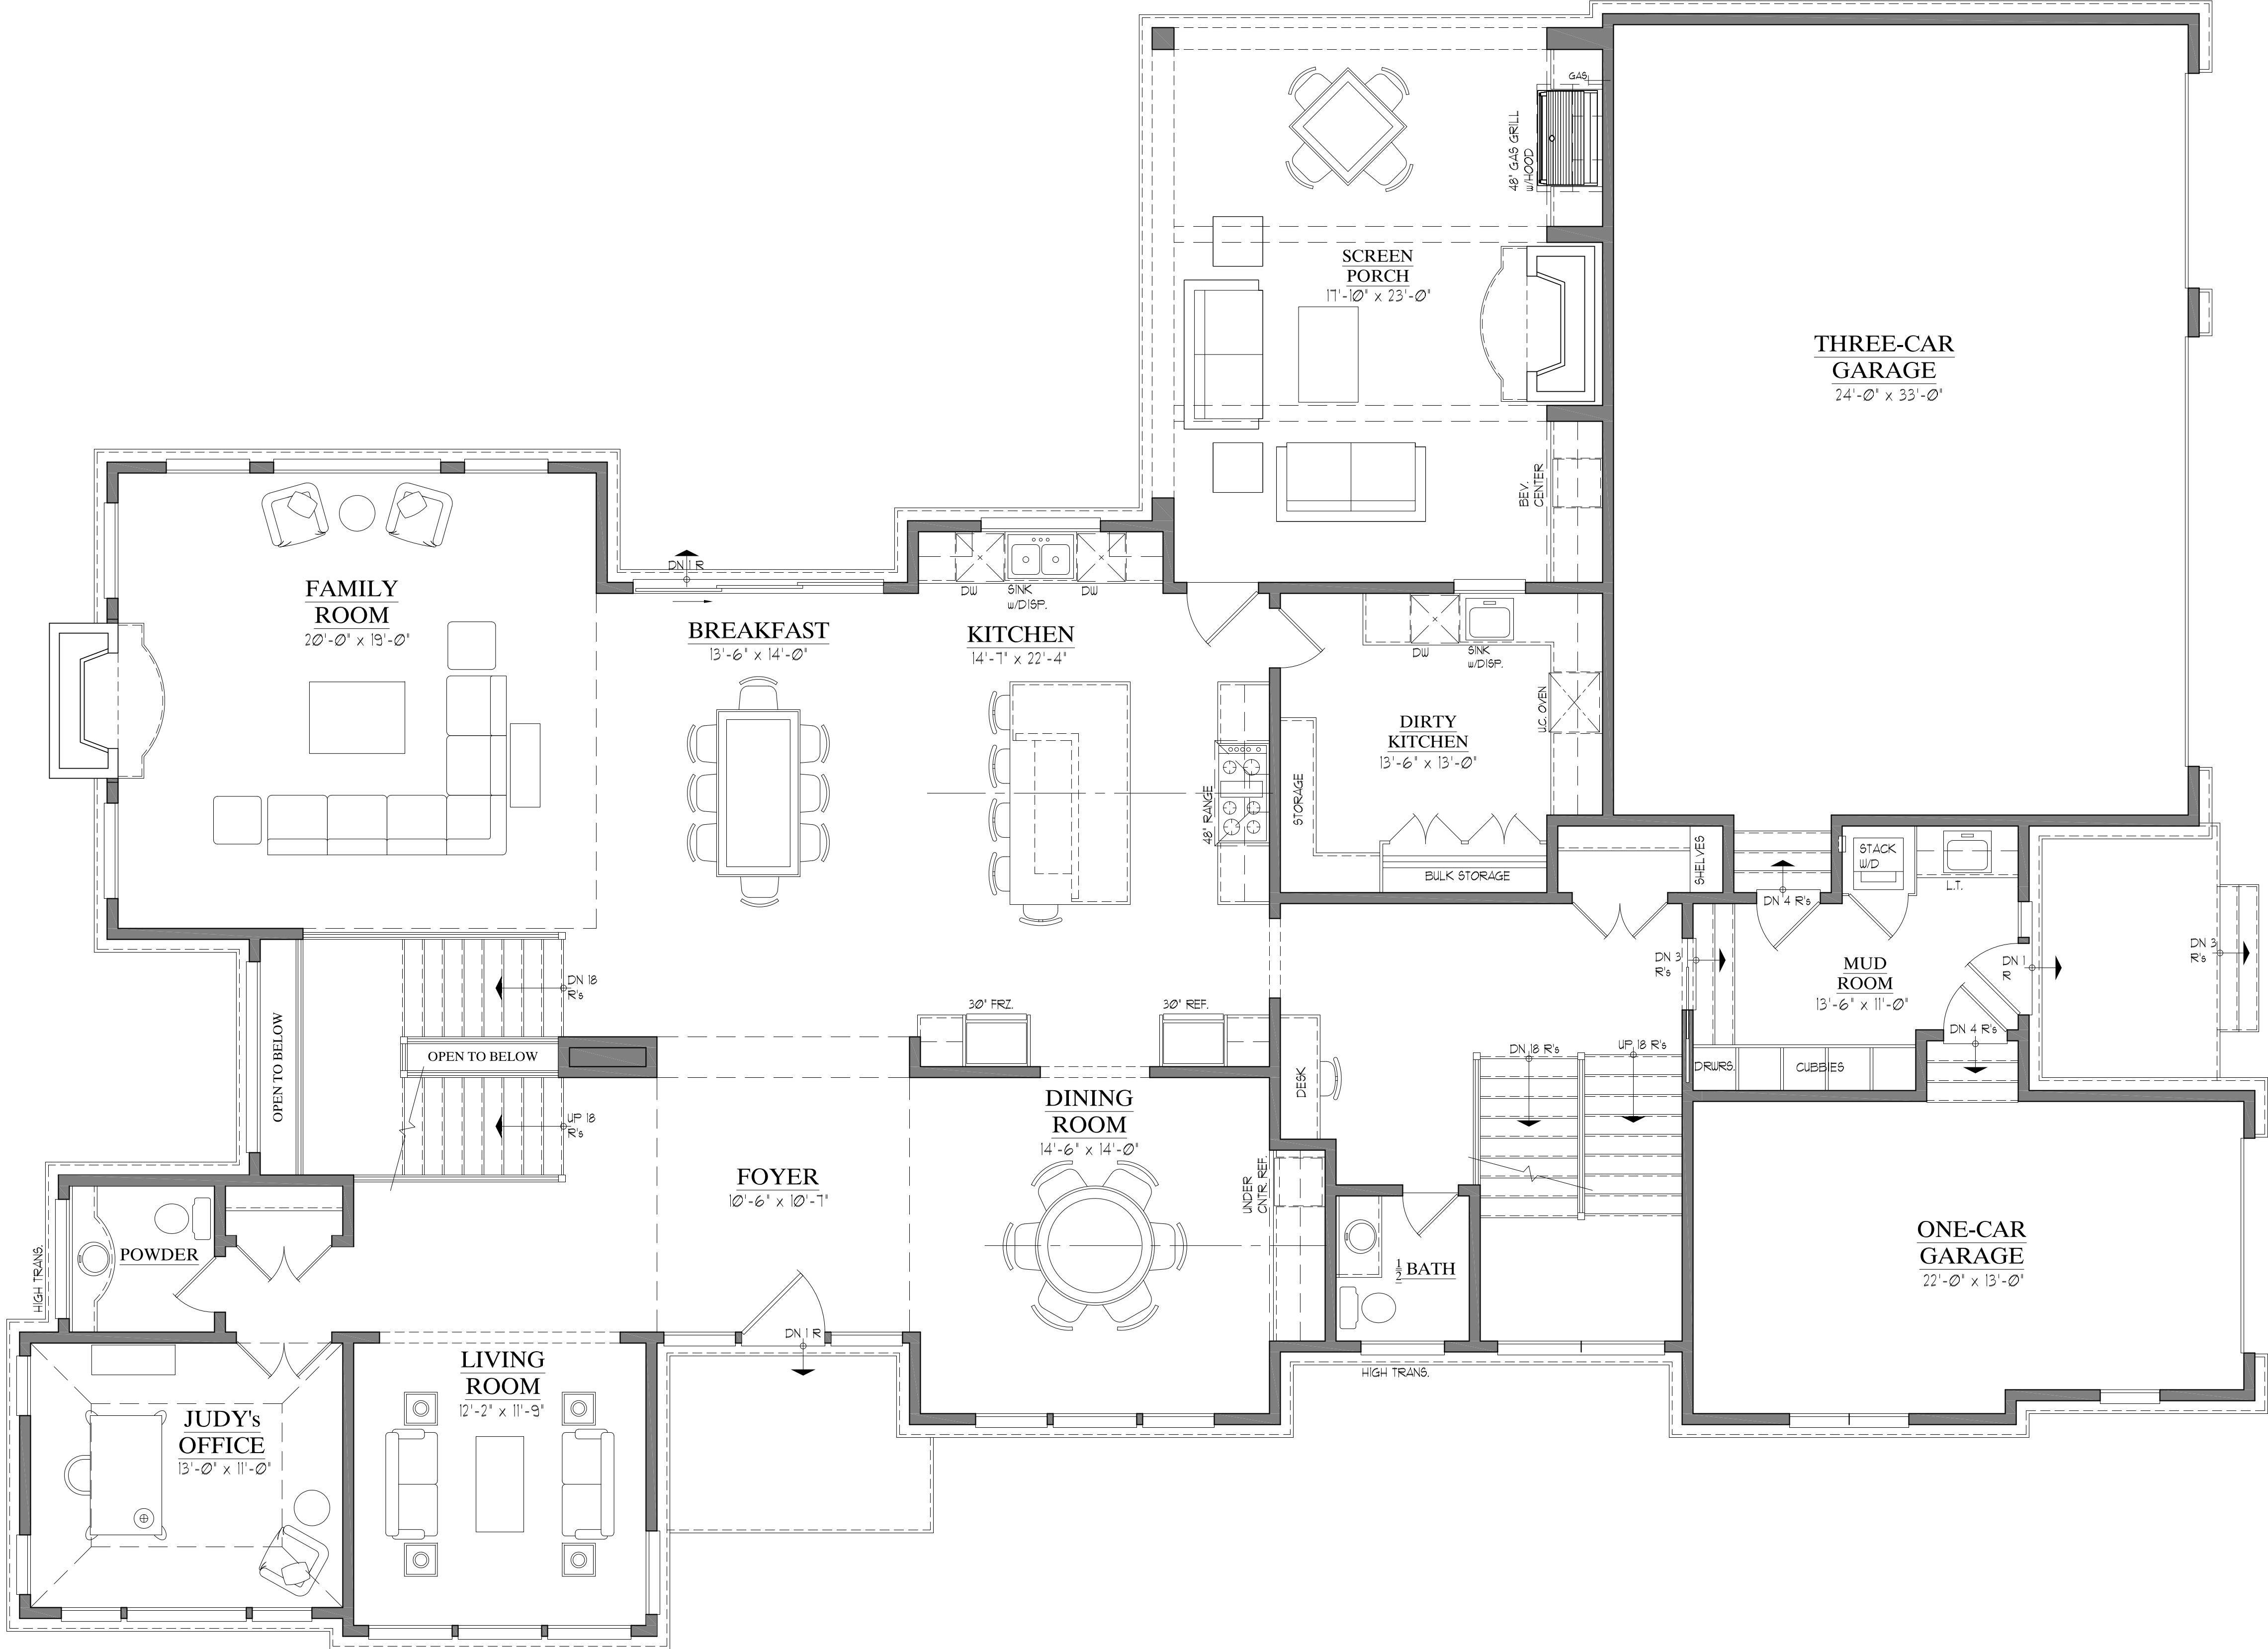 GAS
48" GAS GRILL
w/HOOD
SCREEN
PORCH
17'-10" x 23'-0"
THREE-CAR
GARAGE
24'-0" x 33'-0"
BEV.
CENTER
FAMILY
ROOM
20'-0" x 19'-0"
DN 1 R
BREAKFAST
13'-6" x 14'-0"
DW
SINK
w/DISP.
DW
KITCHEN
14'-7" x 22'-4"
DW
SINK
w/DISP.
U.C. OVEN
DIRTY
KITCHEN
13'-6" x 13'-0"
48" RANGE
STORAGE
BULK STORAGE
SHELVES
STACK
W/D
L.T.
DN 4 R's
DN 3
R's
MUD
ROOM
13'-6" x 11'-0"
DN 1
R
DN 3
R's
DN 4 R's
DRWRS.
CUBBIES
DN 18
R's
OPEN TO BELOW
OPEN TO BELOW
UP 18
R's
30" FRZ.
30" REF.
DESK
DN 18 R's
UP 18 R's
DINING
ROOM
14'-6" x 14'-0"
UNDER
CNTR. REF.
FOYER
10'-6" x 10'-7"
DN 1 R
½ BATH
HIGH TRANS.
ONE-CAR
GARAGE
22'-0" x 13'-0"
HIGH TRANS.
POWDER
LIVING
ROOM
12'-2" x 11'-9"
JUDY's
OFFICE
13'-0" x 11'-0"